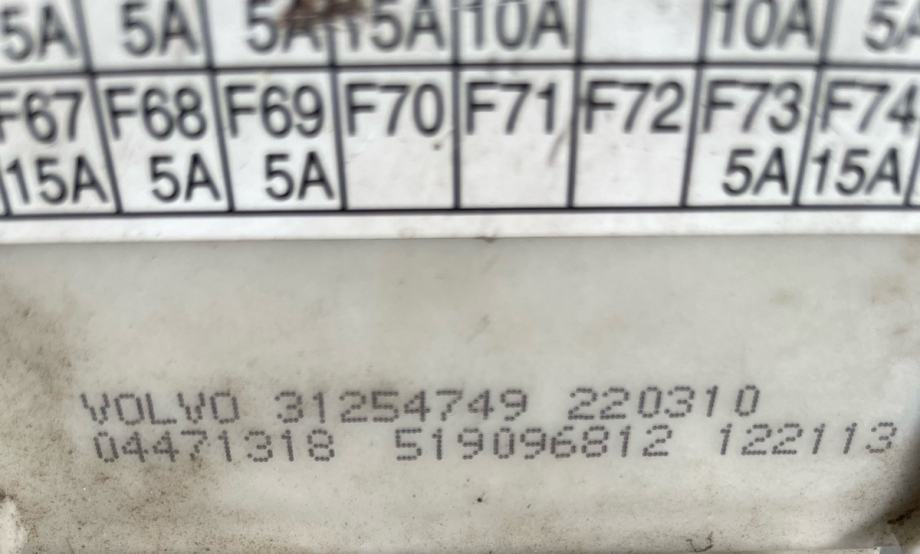 5A 5A 5A 15A 10A 10A 5A
F67 F68 F69 F70 F71 F72 F73 F74
15A 5A 5A 5A 15A
VOLVO 31254749 220310
04471318 519096812 122113